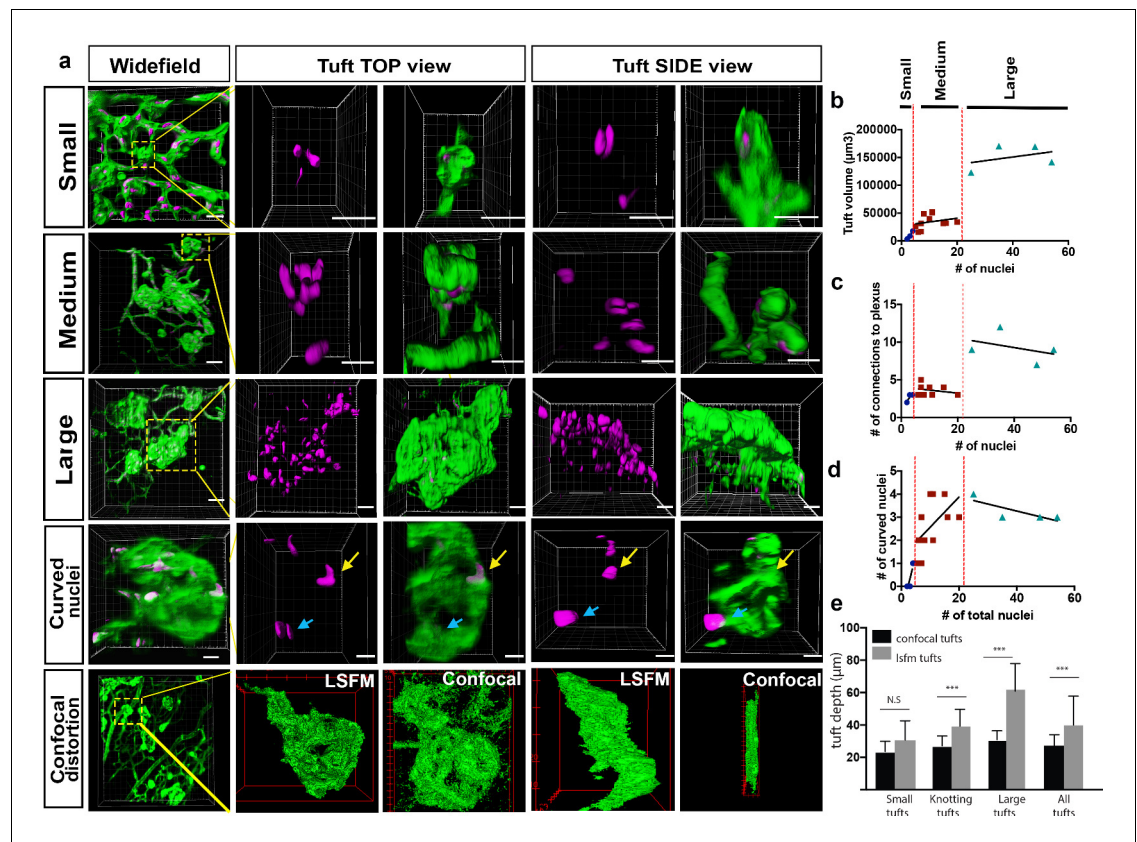 a
Widefield
Tuft TOP view
Tuft SIDE view
Small
Medium
Large
Curved
nuclei
Confocal
distortion
LSFM
Confocal
LSFM
Confocal
b
Small
Medium
Large
Tuft volume (µm3)
200000
150000
100000
50000
0
0
20
40
60
# of nuclei
c
# of connections to plexus
15
10
5
0
0
20
40
60
# of nuclei
d
# of curved nuclei
5
4
3
2
1
0
0
20
40
60
# of total nuclei
e
tuft depth (µm)
100
80
60
40
20
confocal tufts
lsfm tufts
N.S
***
***
***
Small
tufts
Knotting
tufts
Large
tufts
All
tufts